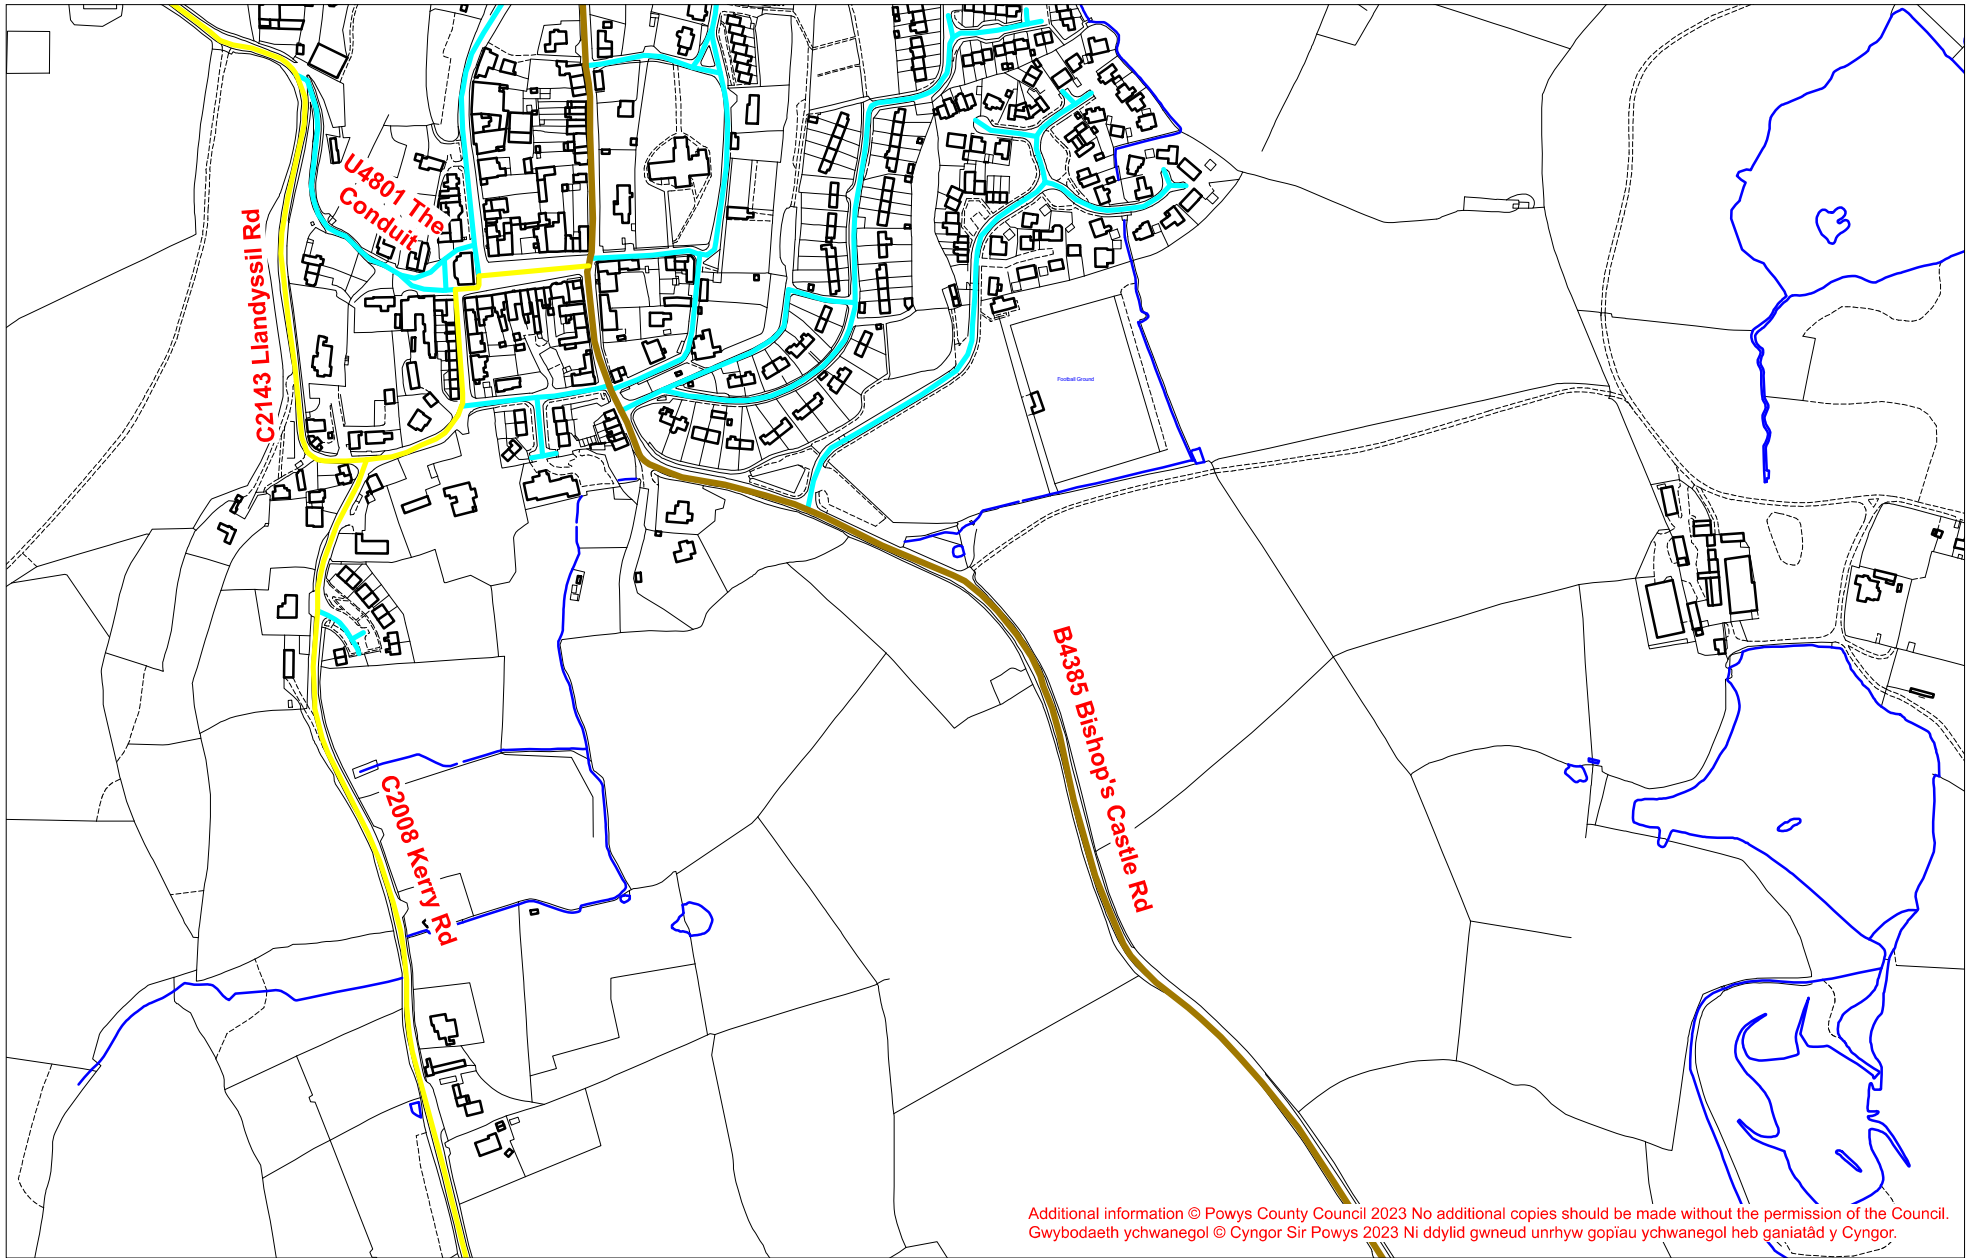 U4801 The
Conduit
C2143 Llandyssil Rd
Football Ground
B4385 Bishop's Castle Rd
C2008 Kerry Rd
Additional information © Powys County Council 2023 No additional copies should be made without the permission of the Council.
Gwybodaeth ychwanegol © Cyngor Sir Powys 2023 Ni ddylid gwneud unrhyw gopïau ychwanegol heb ganiatâd y Cyngor.